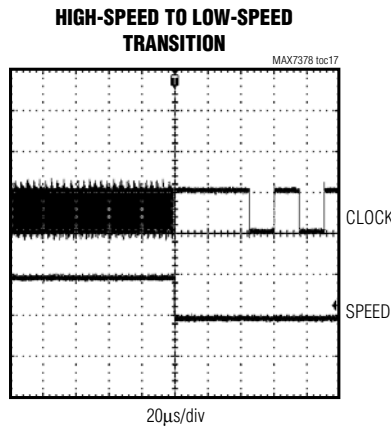 HIGH-SPEED TO LOW-SPEED
TRANSITION
MAX7378 toc17
CLOCK
SPEED
20µs/div